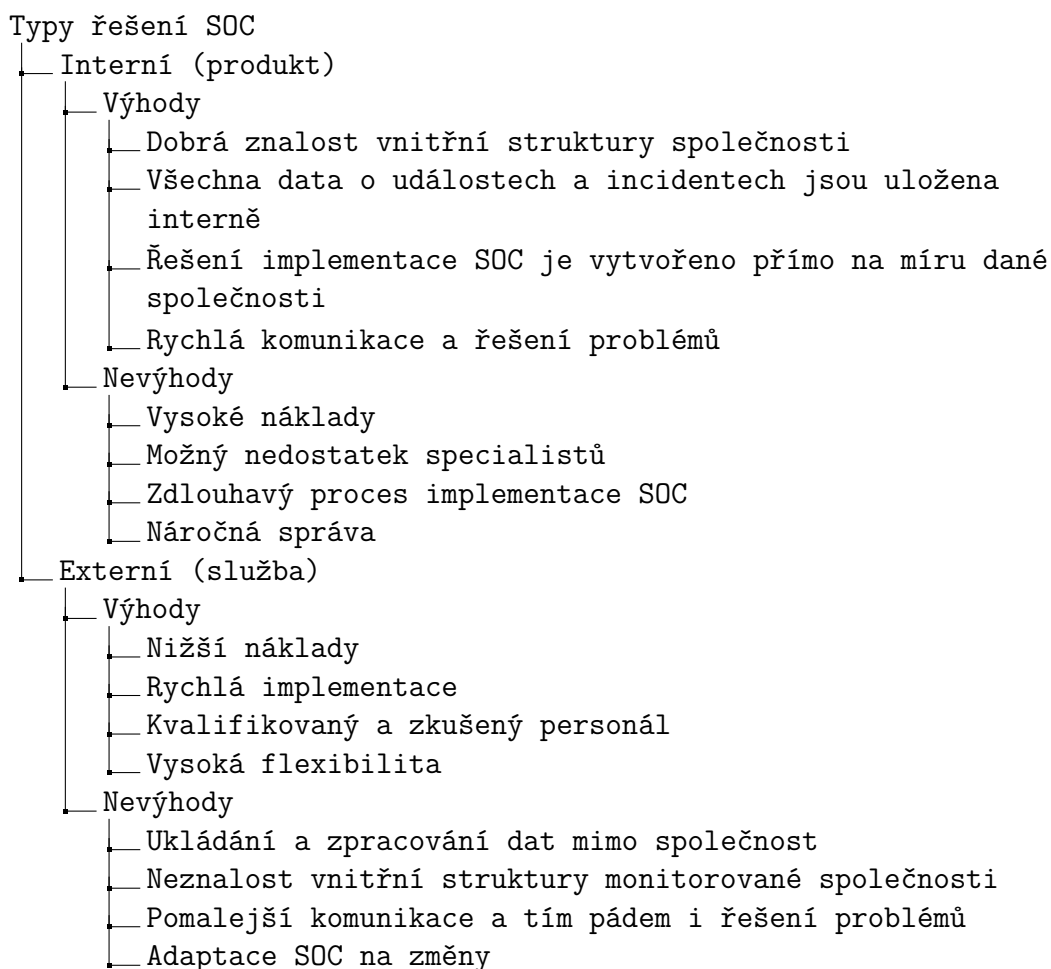 Typy řešení SOC
Interní (produkt)
Výhody
Dobrá znalost vnitřní struktury společnosti
Všechna data o událostech a incidentech jsou uložena
interně
Řešení implementace SOC je vytvořeno přímo na míru dané
společnosti
Rychlá komunikace a řešení problémů
Nevýhody
Vysoké náklady
Možný nedostatek specialistů
Zdlouhavý proces implementace SOC
Náročná správa
Externí (služba)
Výhody
Nižší náklady
Rychlá implementace
Kvalifikovaný a zkušený personál
Vysoká flexibilita
Nevýhody
Ukládání a zpracování dat mimo společnost
Neznalost vnitřní struktury monitorované společnosti
Pomalejší komunikace a tím pádem i řešení problémů
Adaptace SOC na změny